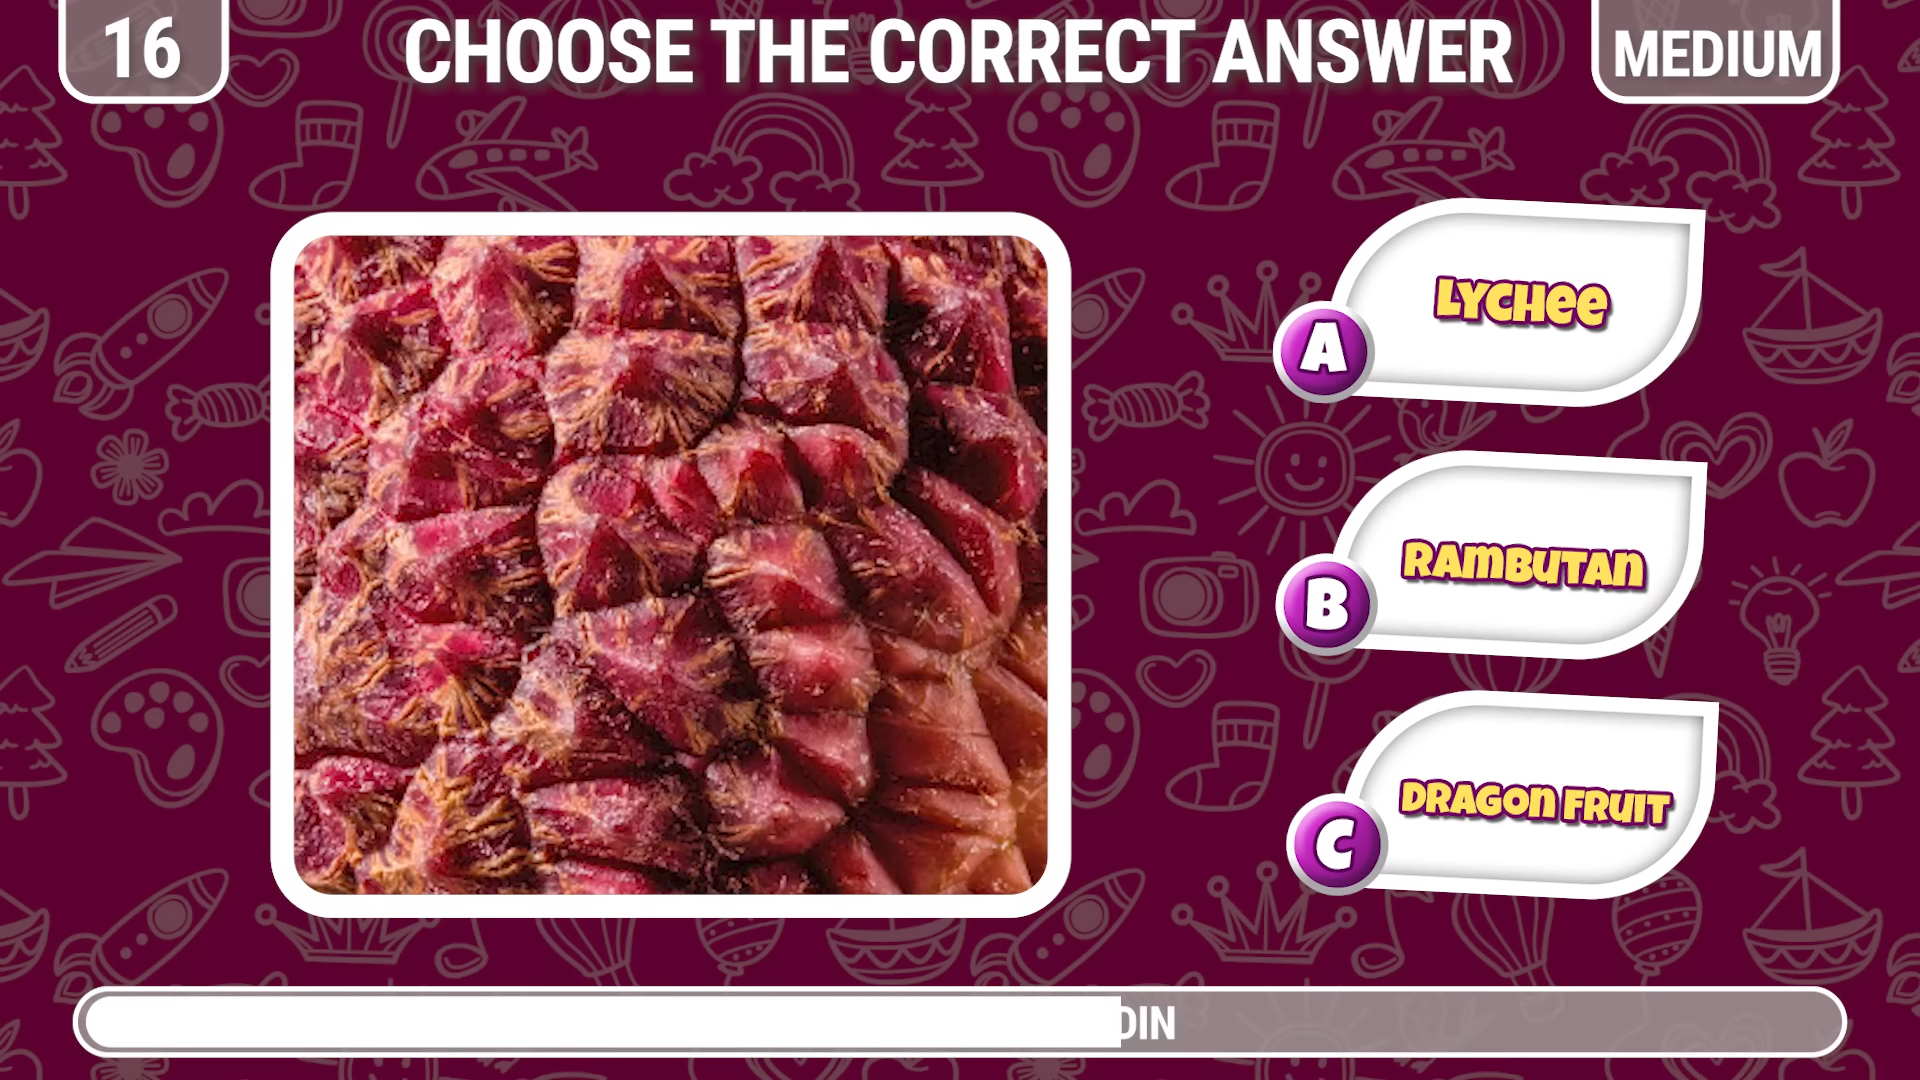 16
CHOOSE THE CORRECT ANSWER
MEDIUM
A
LYCHEE
B
RAMBUTAN
C
DRAGON FRUIT